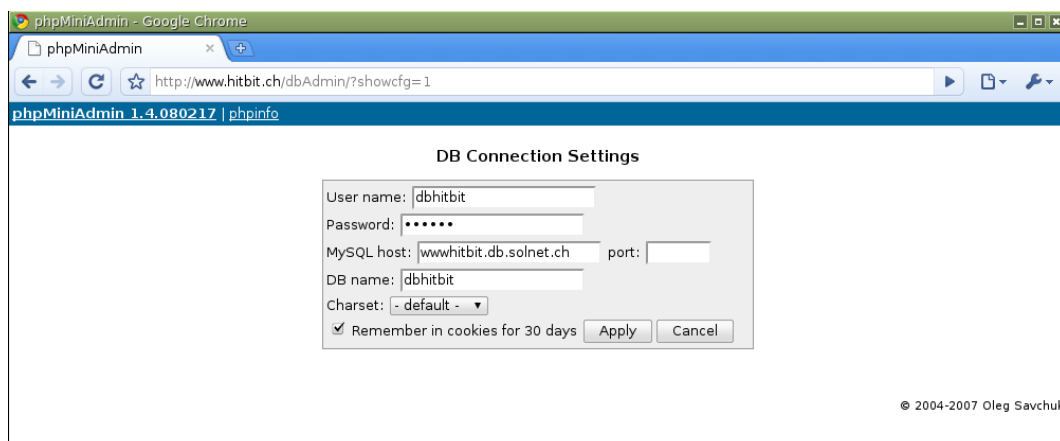 phpMiniAdmin - Google Chrome
phpMiniAdmin
http://www.hitbit.ch/dbAdmin/?showcfg=1
phpMiniAdmin 1.4.080217 | phpinfo
DB Connection Settings
User name: dbhitbit
Password: ••••••
MySQL host: wwwhitbit.db.solnet.ch port:
DB name: dbhitbit
Charset: - default -
Remember in cookies for 30 days Apply Cancel
© 2004-2007 Oleg Savchuk